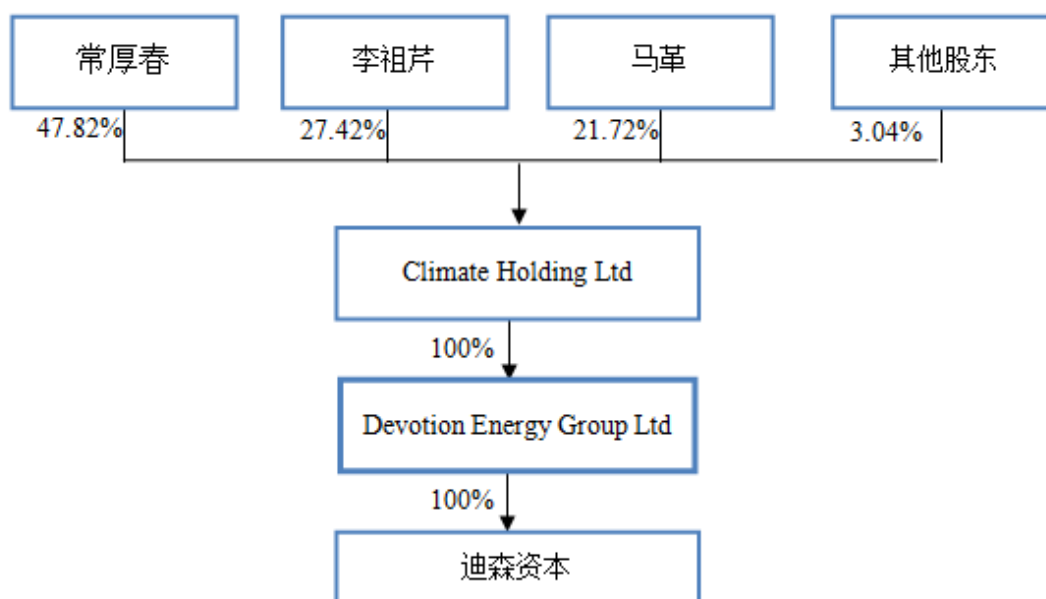 常厚春
李祖芹
马革
其他股东
47.82%
27.42%
21.72%
3.04%
Climate Holding Ltd
100%
Devotion Energy Group Ltd
100%
迪森资本